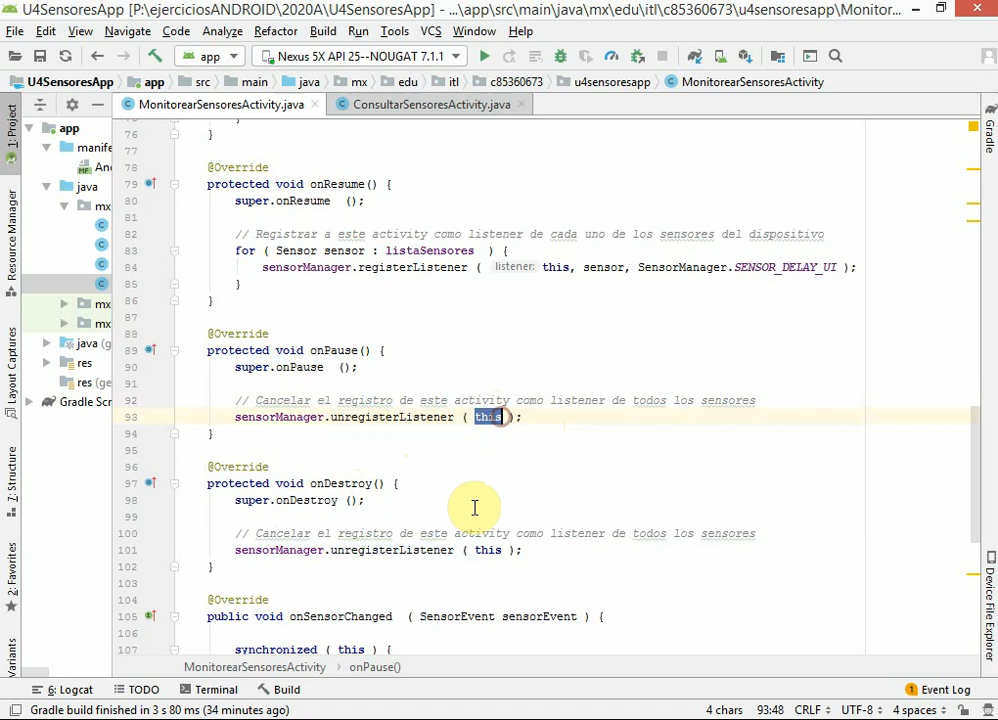 U4SensoresApp [P:\ejerciciosANDROID\2020A\U4SensoresApp] - ...\app\src\main\java\mx\edu\itl\c85360673\u4sensoresapp\Monitorear...
File Edit View Navigate Code Analyze Refactor Build Run Tools VCS Window Help
app Nexus 5X API 25--NOUGAT 7.1.1
U4SensoresApp app src main java mx edu itl c85360673 u4sensoresapp MonitorearSensoresActivity
MonitorearSensoresActivity.java ConsultarSensoresActivity.java
1: Project
Resource Manager
Layout Captures
7: Structure
2: Favorites
Variants
app
manife
An
java
mx
mx
mx
java (g
res
res (ge
Gradle Scr
76 }
77
78 @Override
79 protected void onResume() {
80 super.onResume ();
81
82 // Registrar a este activity como listener de cada uno de los sensores del dispositivo
83 for ( Sensor sensor : listaSensores ) {
84 sensorManager.registerListener ( listener: this, sensor, SensorManager.SENSOR_DELAY_UI );
85 }
86 }
87
88 @Override
89 protected void onPause() {
90 super.onPause ();
91
92 // Cancelar el registro de este activity como listener de todos los sensores
93 sensorManager.unregisterListener ( this );
94 }
95
96 @Override
97 protected void onDestroy() {
98 super.onDestroy ();
99
100 // Cancelar el registro de este activity como listener de todos los sensores
101 sensorManager.unregisterListener ( this );
102 }
103
104 @Override
105 public void onSensorChanged ( SensorEvent sensorEvent ) {
106
107 synchronized ( this ) {
Gradle
Device File Explorer
MonitorearSensoresActivity onPause()
6: Logcat TODO Terminal Build 1 Event Log
Gradle build finished in 3 s 80 ms (34 minutes ago) 4 chars 93:48 CRLF UTF-8 4 spaces